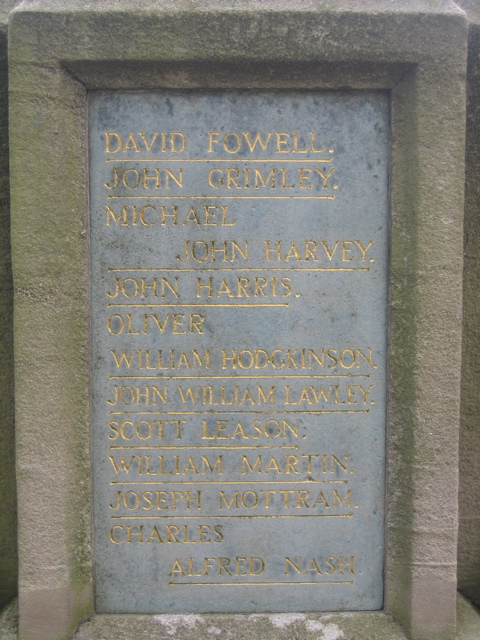 DAVID FOWELL.
JOHN GRIMLEY.
MICHAEL
JOHN HARVEY.
JOHN HARRIS.
OLIVER
WILLIAM HODGKINSON.
JOHN WILLIAM LAWLEY.
SCOTT LEASON.
WILLIAM MARTIN.
JOSEPH MOTTRAM.
CHARLES
ALFRED NASH